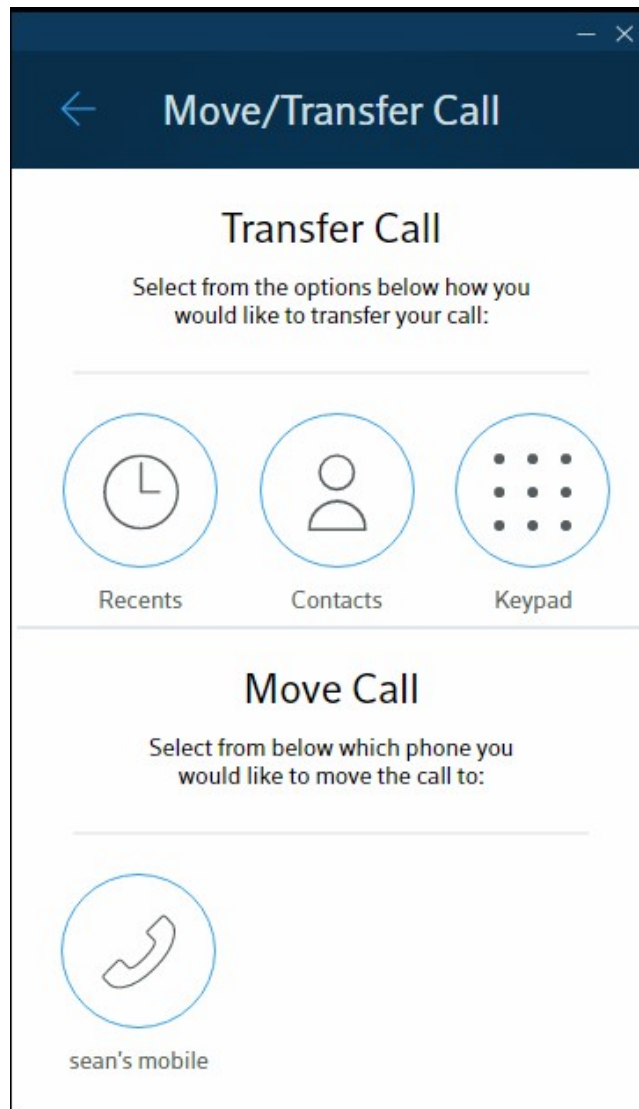 Move/Transfer Call
Transfer Call
Select from the options below how you
would like to transfer your call:
Recents
Contacts
Keypad
Move Call
Select from below which phone you
would like to move the call to:
sean's mobile